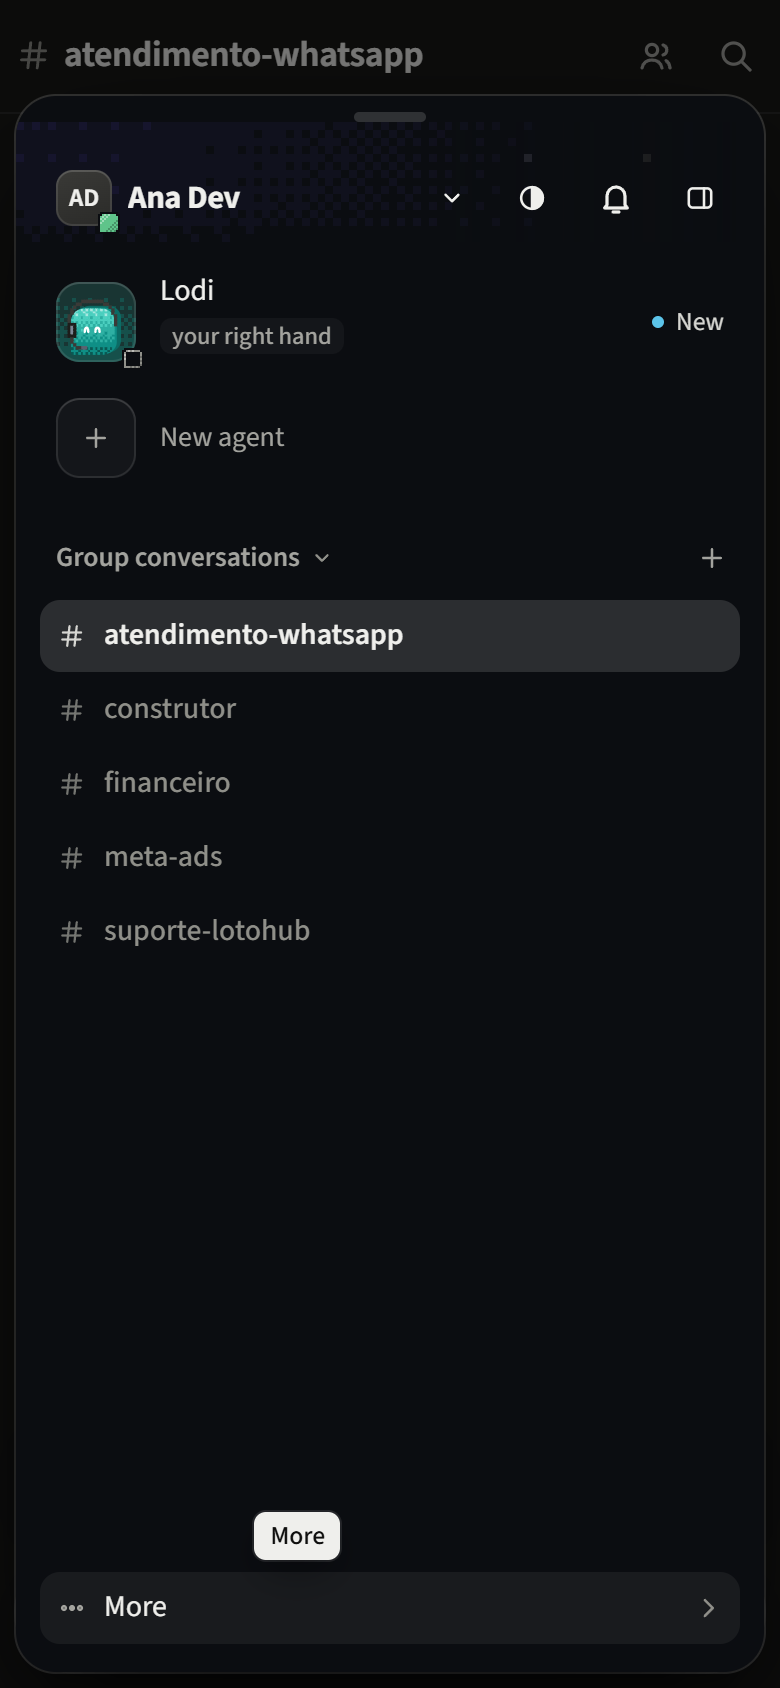 # atendimento-whatsapp
AD Ana Dev
Lodi
your right hand
New
+ New agent
Group conversations +
# atendimento-whatsapp
# construtor
# financeiro
# meta-ads
# suporte-lotohub
More
More